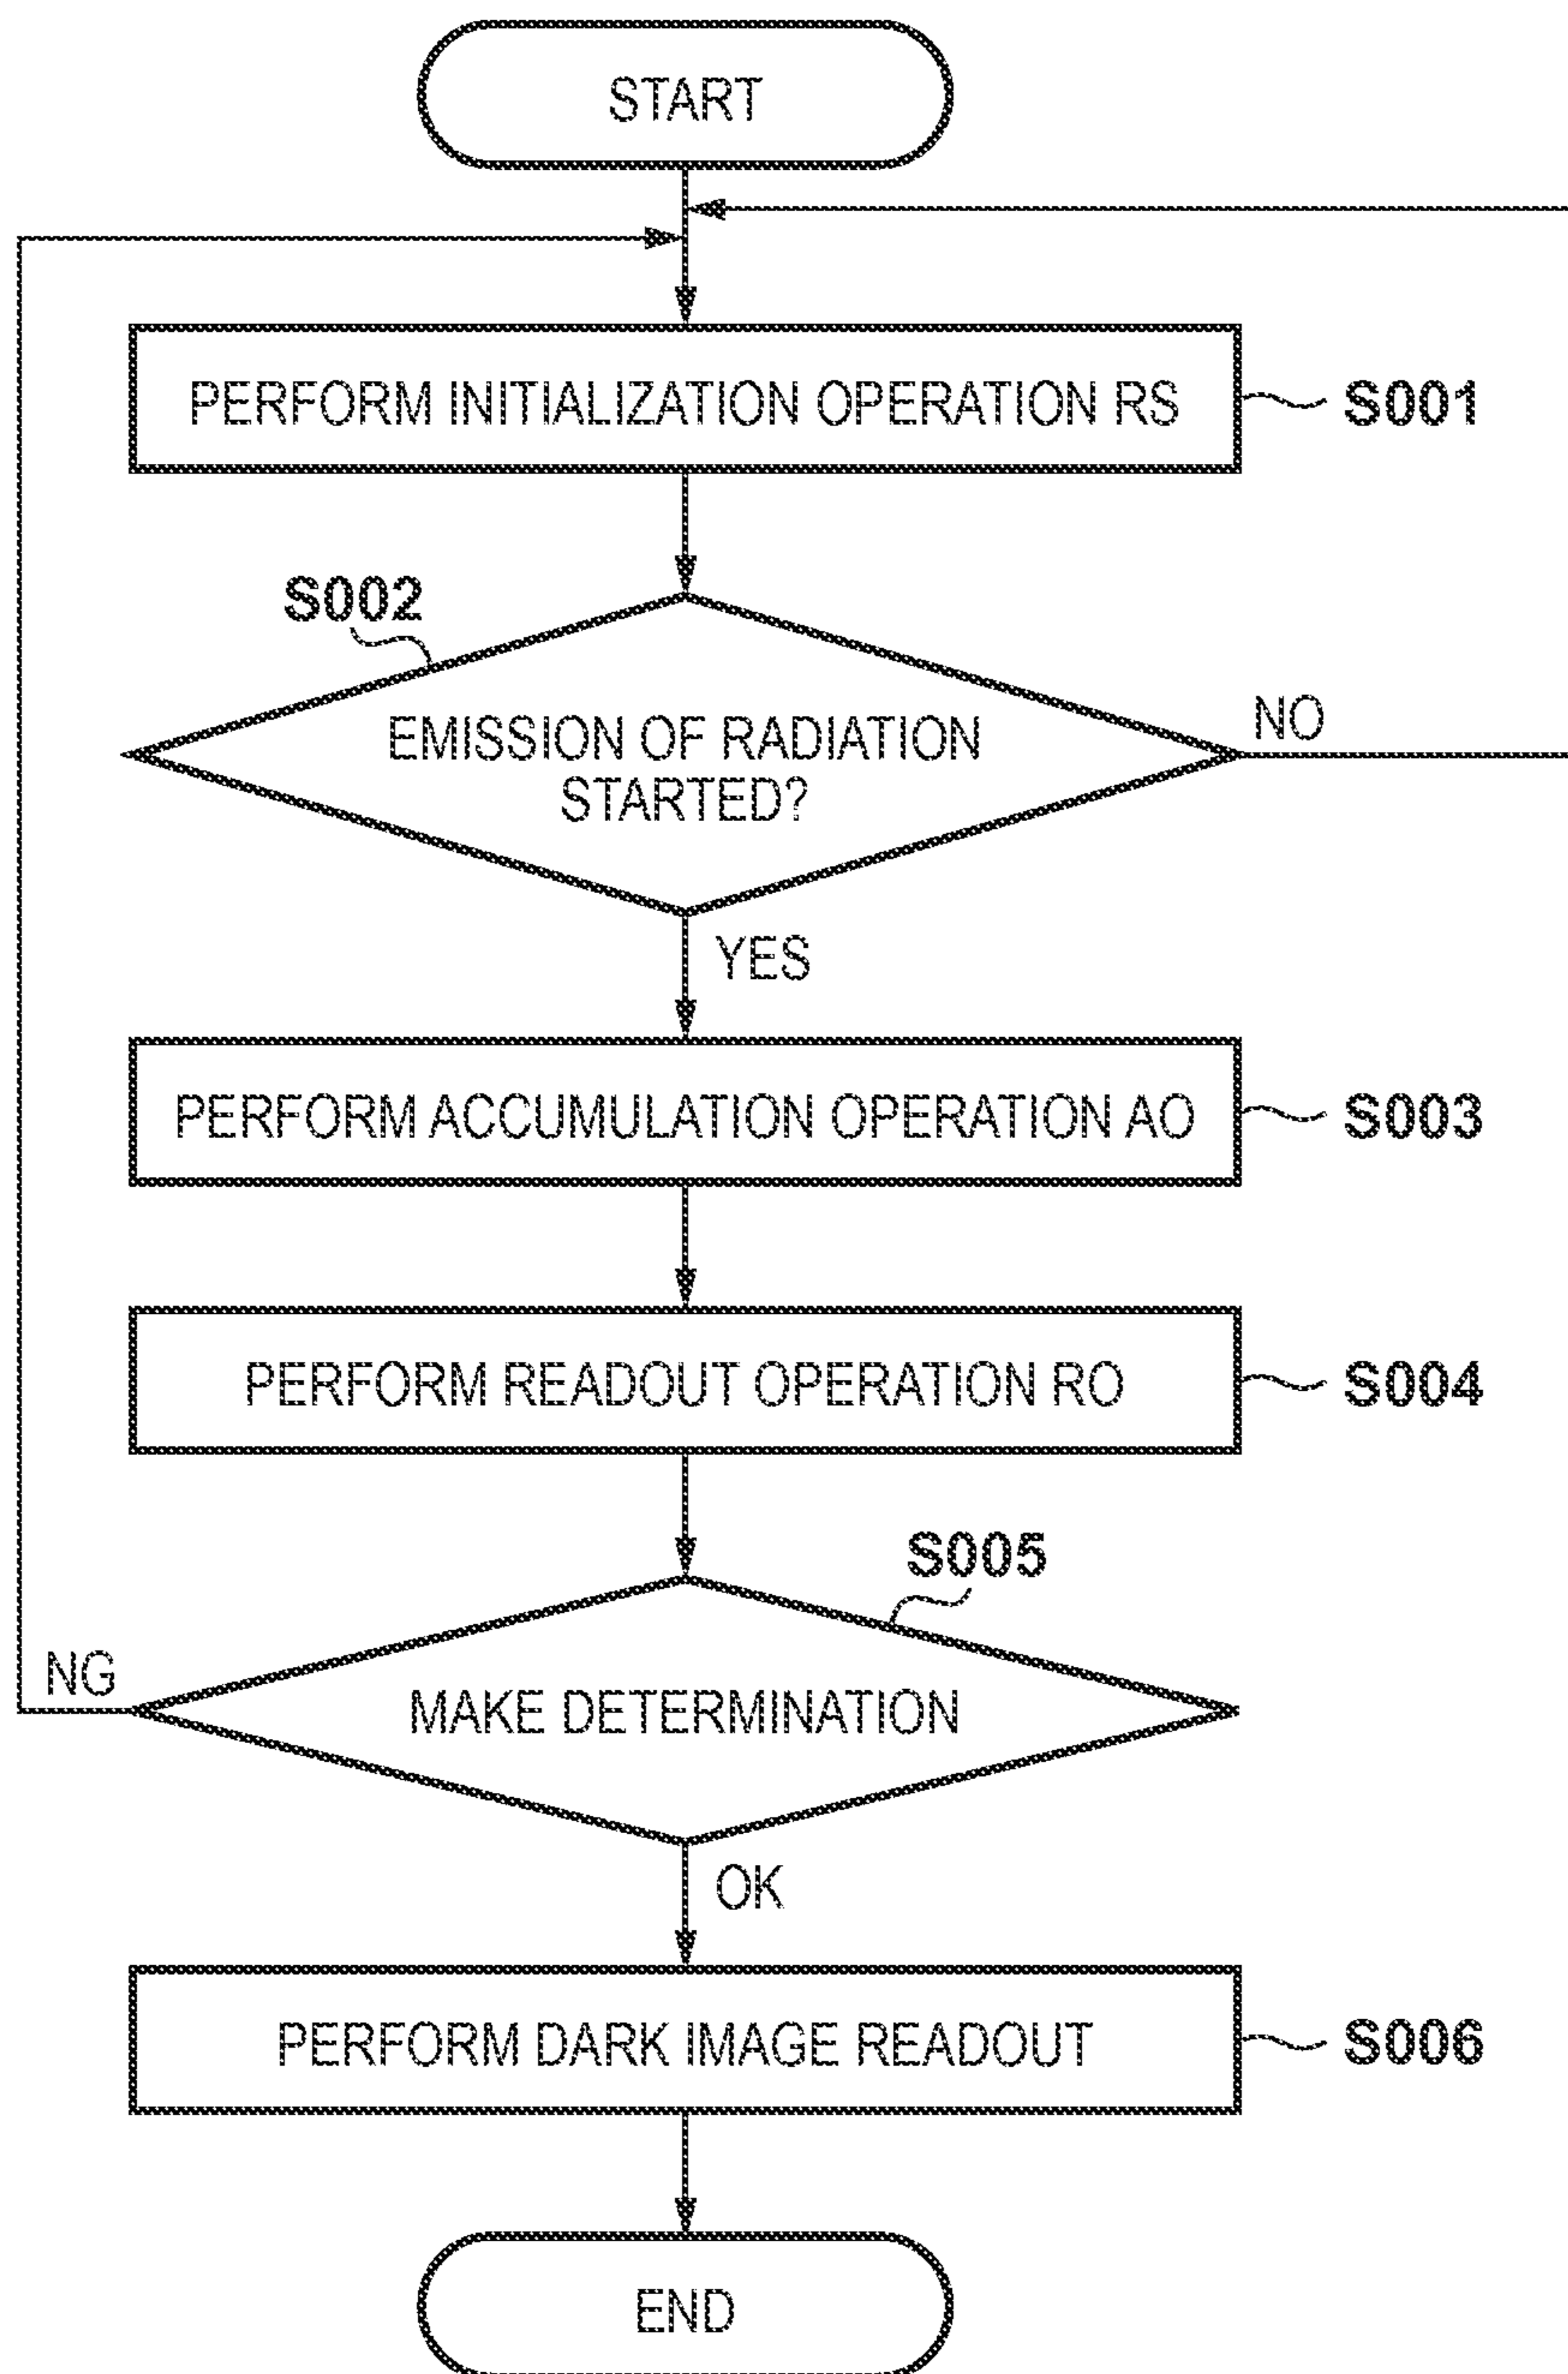 START
PERFORM INITIALIZATION OPERATION RS
S001
S002
EMISSION OF RADIATION
STARTED?
NO
YES
PERFORM ACCUMULATION OPERATION AO
S003
PERFORM READOUT OPERATION RO
S004
S005
NG
MAKE DETERMINATION
OK
PERFORM DARK IMAGE READOUT
S006
END